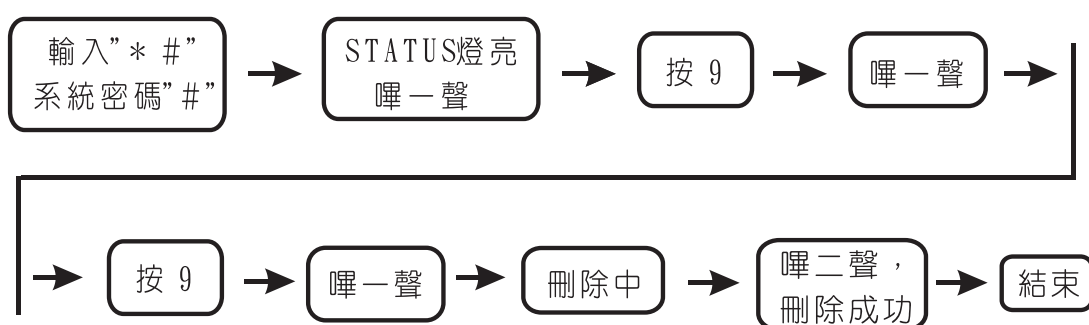 輸入”* #”
系統密碼”#”
STATUS燈亮
嗶一聲
按 9
嗶一聲
按 9
嗶一聲
刪除中
嗶二聲，
刪除成功
結束